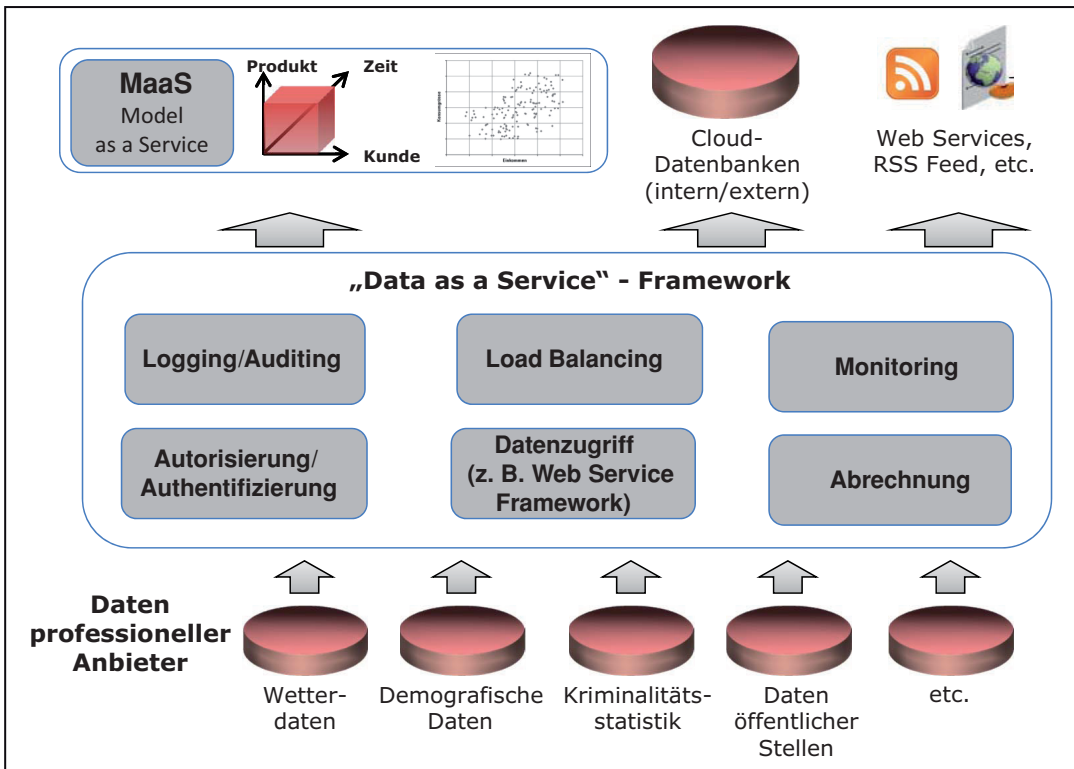 MaaS
Model
as a Service
Produkt
Zeit
Kunde
Einkommen
Cloud-
Datenbanken
(intern/extern)
Web Services,
RSS Feed, etc.
„Data as a Service“ - Framework
Logging/Auditing
Load Balancing
Monitoring
Autorisierung/
Authentifizierung
Datenzugriff
(z. B. Web Service
Framework)
Abrechnung
Daten
professioneller
Anbieter
Wetter-
daten
Demografische
Daten
Kriminalitäts-
statistik
Daten
öffentlicher
Stellen
etc.